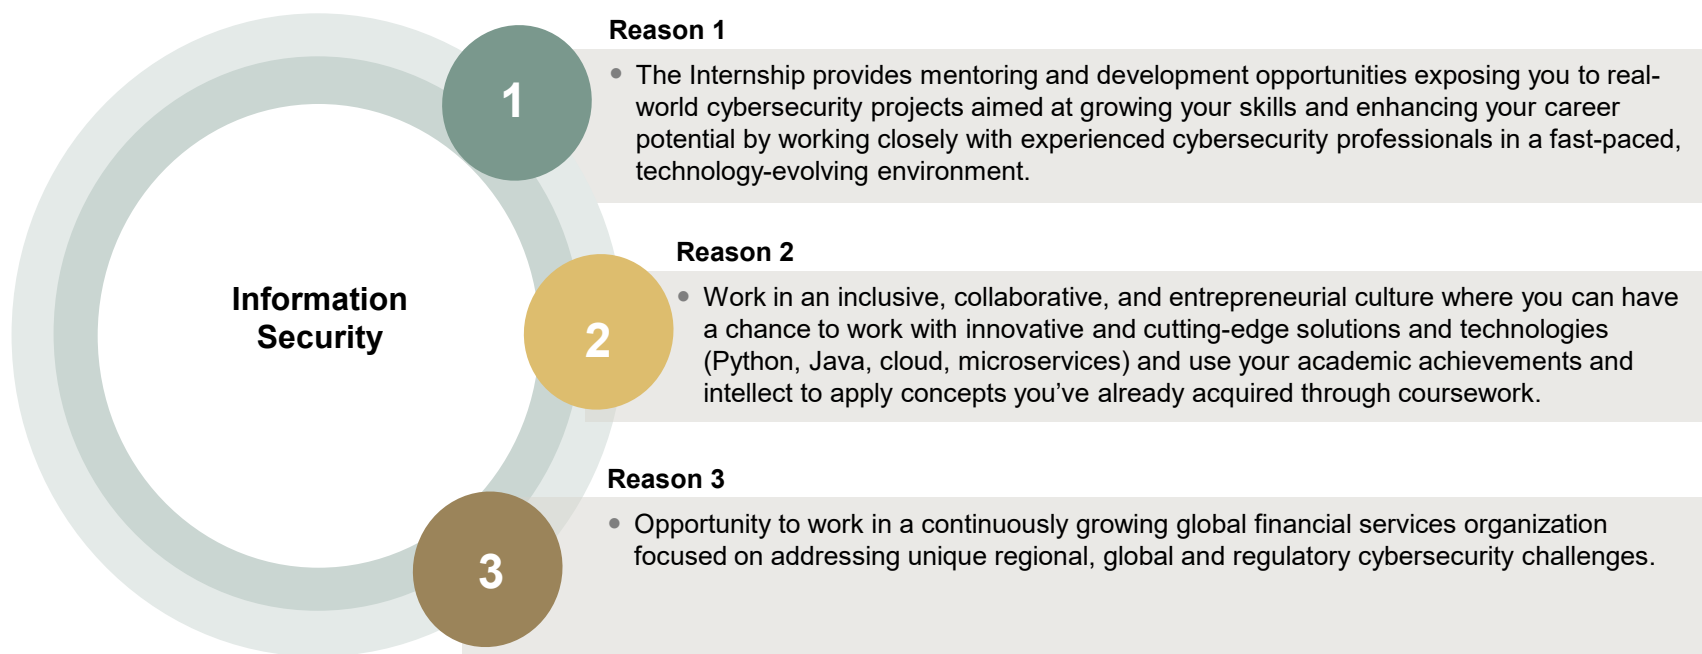 Information
Security
1
Reason 1
• The Internship provides mentoring and development opportunities exposing you to real-
world cybersecurity projects aimed at growing your skills and enhancing your career
potential by working closely with experienced cybersecurity professionals in a fast-paced,
technology-evolving environment.
2
Reason 2
• Work in an inclusive, collaborative, and entrepreneurial culture where you can have
a chance to work with innovative and cutting-edge solutions and technologies
(Python, Java, cloud, microservices) and use your academic achievements and
intellect to apply concepts you’ve already acquired through coursework.
3
Reason 3
• Opportunity to work in a continuously growing global financial services organization
focused on addressing unique regional, global and regulatory cybersecurity challenges.